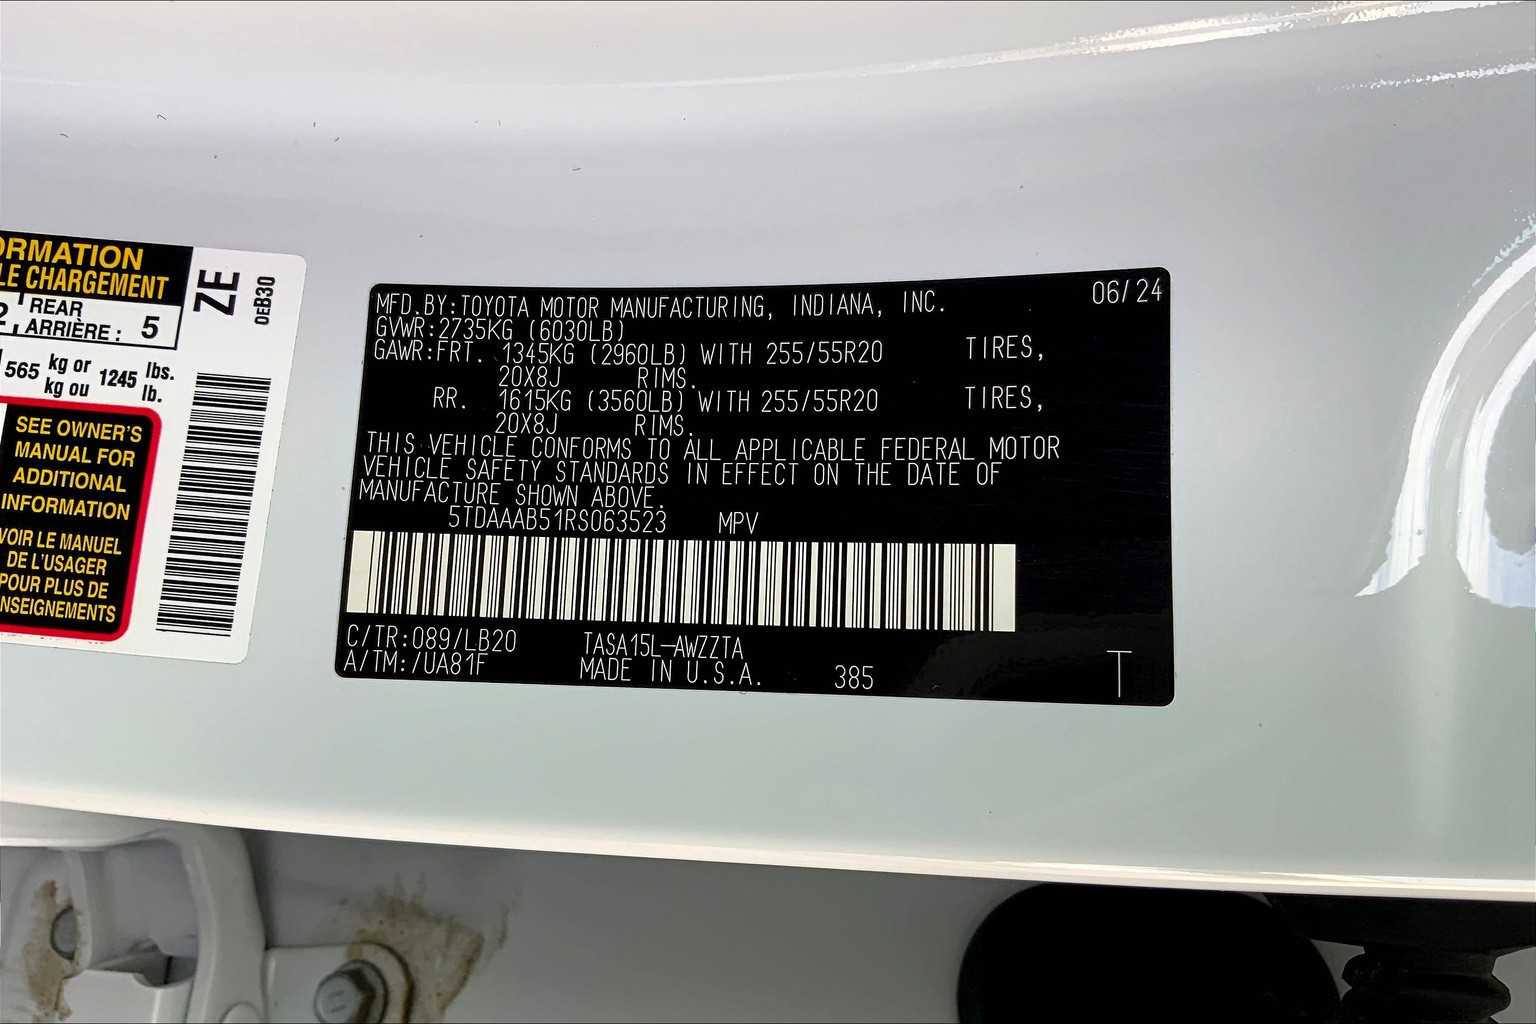 ORMATION
LE CHARGEMENT
2, REAR
ARRIÈRE : 5
565 kg or 1245 lbs.
kg ou lb.
SEE OWNER'S
MANUAL FOR
ADDITIONAL
INFORMATION
VOIR LE MANUEL
DE L'USAGER
POUR PLUS DE
NSEIGNEMENTS
ZE
0EB30
MFD.BY:TOYOTA MOTOR MANUFACTURING, INDIANA, INC. 06/24
GVWR:2735KG (6030LB)
GAWR:FRT. 1345KG (2960LB) WITH 255/55R20 TIRES,
20X8J RIMS.
RR. 1615KG (3560LB) WITH 255/55R20 TIRES,
20X8J RIMS.
THIS VEHICLE CONFORMS TO ALL APPLICABLE FEDERAL MOTOR
VEHICLE SAFETY STANDARDS IN EFFECT ON THE DATE OF
MANUFACTURE SHOWN ABOVE.
5TDAAAB51RS063523 MPV
C/TR:089/LB20 TASA15L-AWZZTA
A/TM:/UA81F MADE IN U.S.A. 385 T